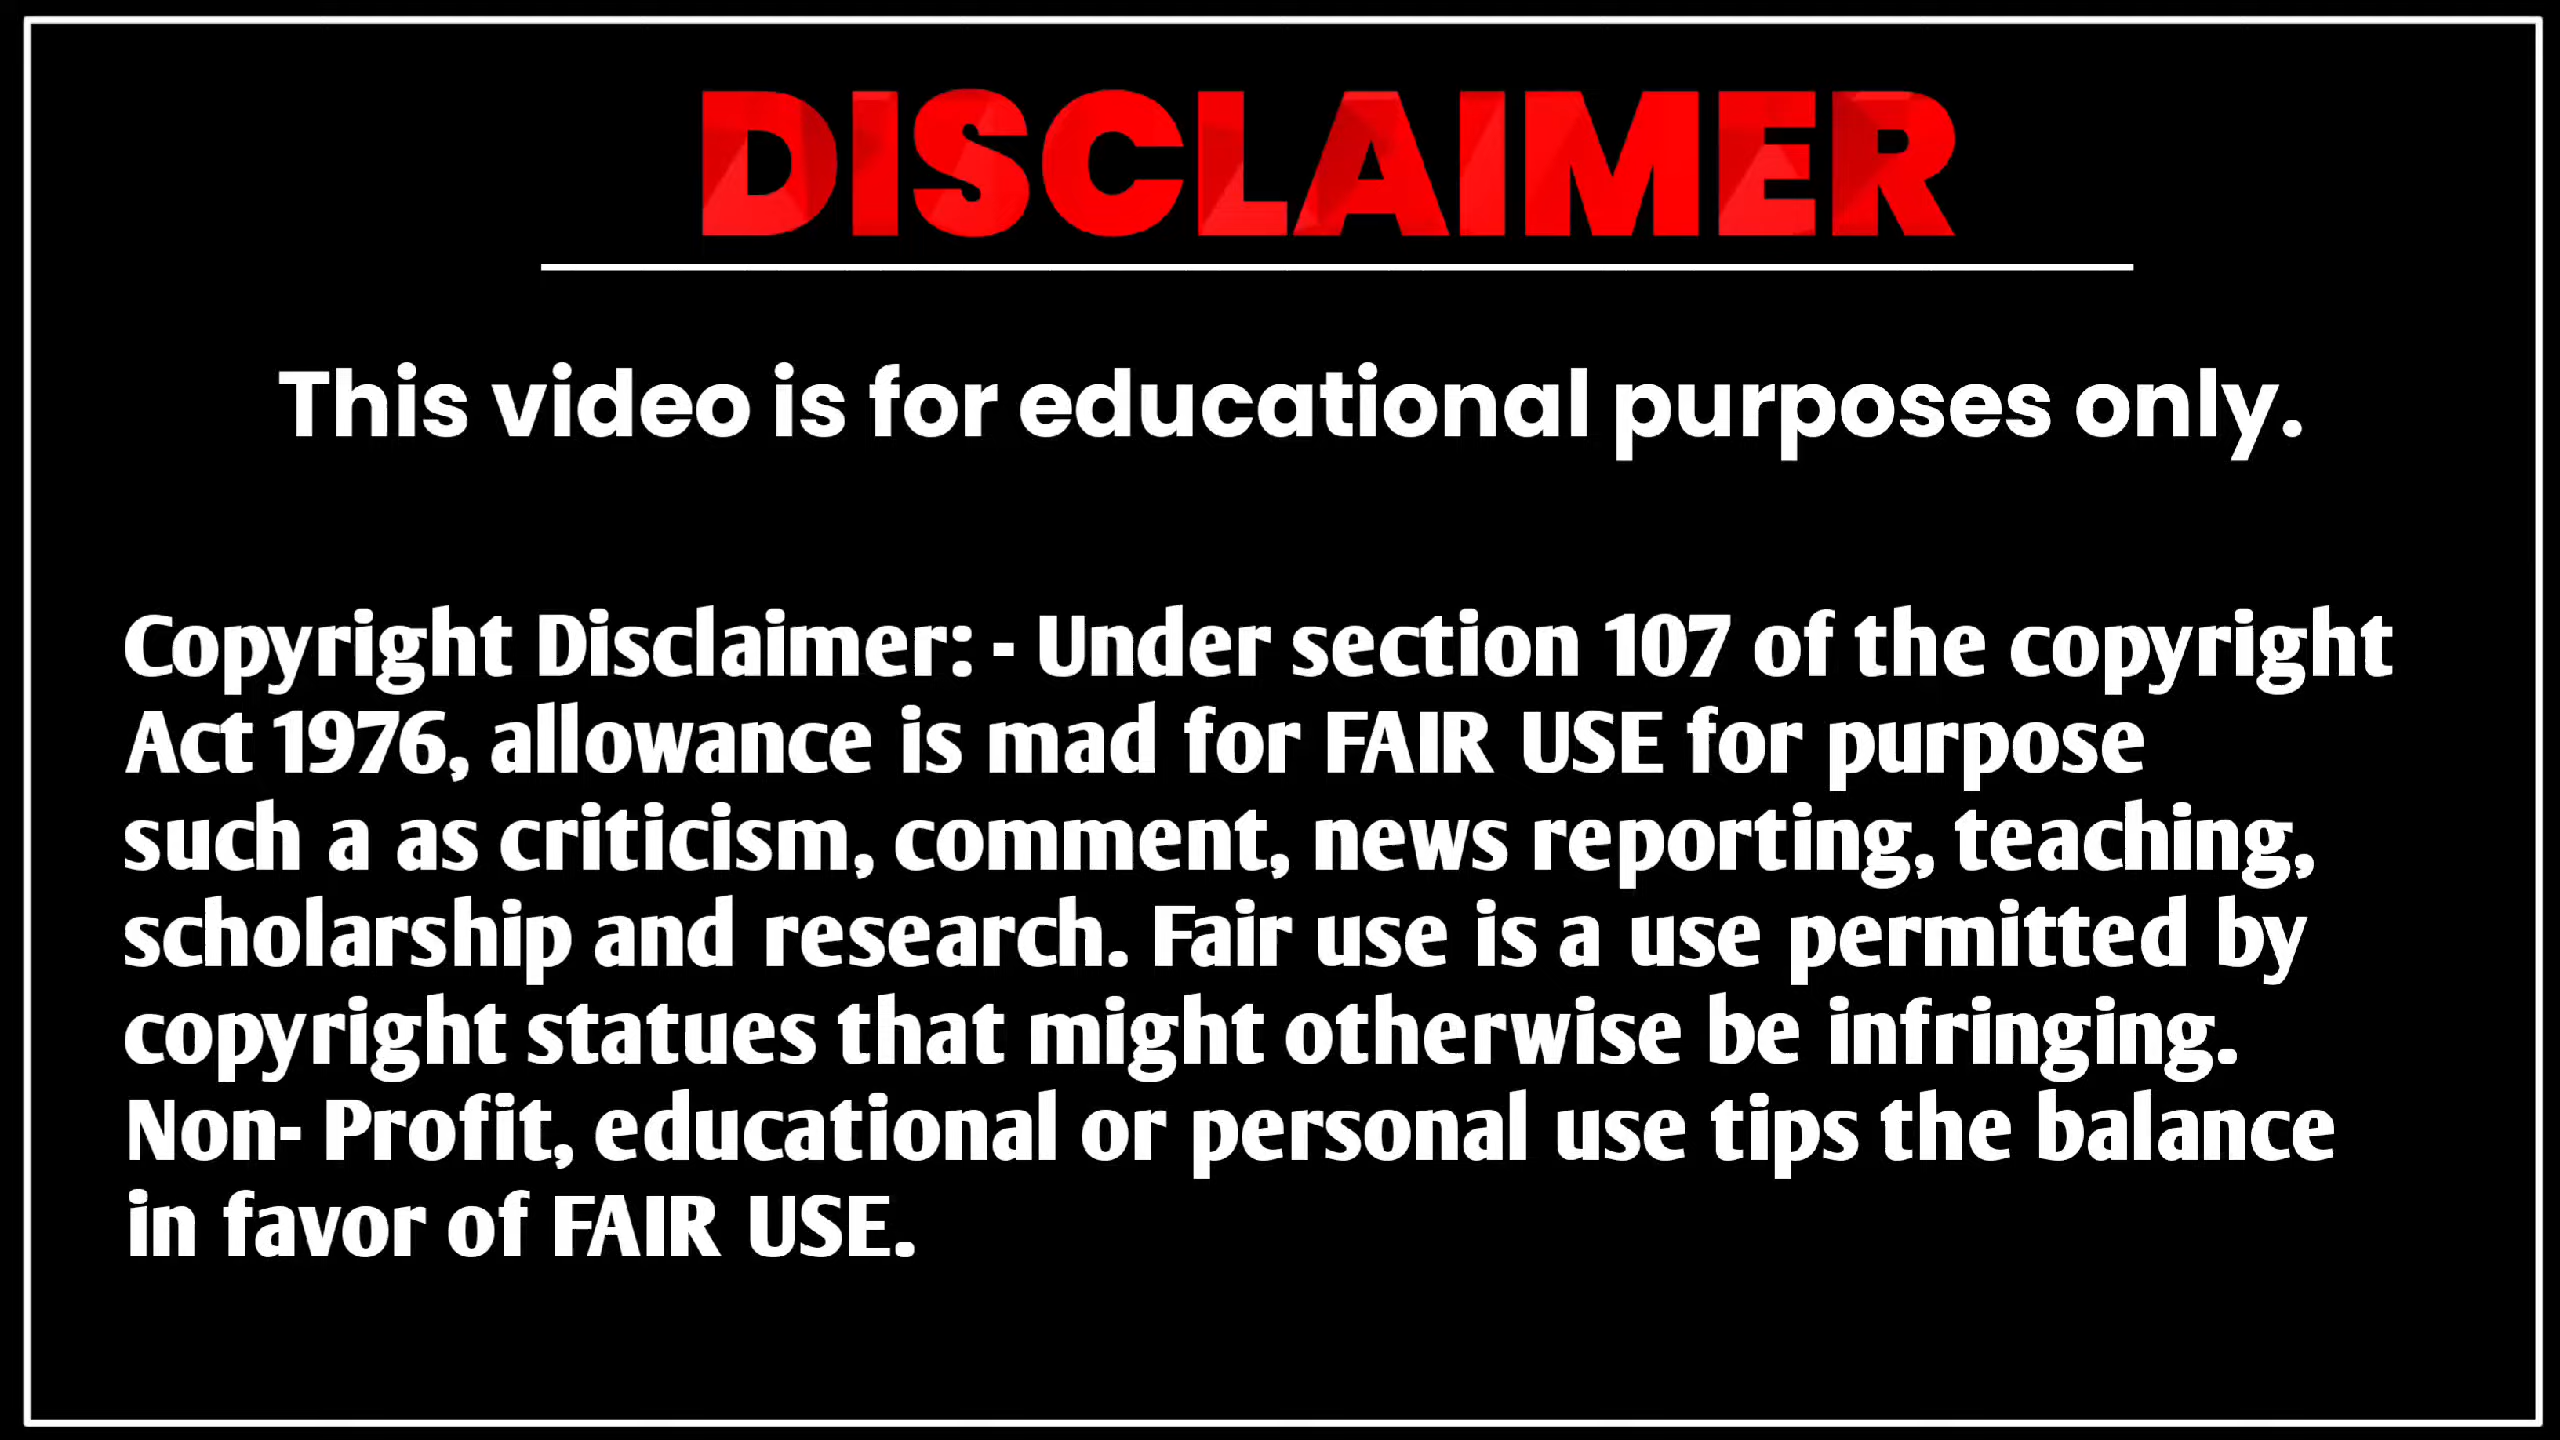 DISCLAIMER
This video is for educational purposes only.
Copyright Disclaimer: - Under section 107 of the copyright
Act 1976, allowance is mad for FAIR USE for purpose
such a as criticism, comment, news reporting, teaching,
scholarship and research. Fair use is a use permitted by
copyright statues that might otherwise be infringing.
Non- Profit, educational or personal use tips the balance
in favor of FAIR USE.